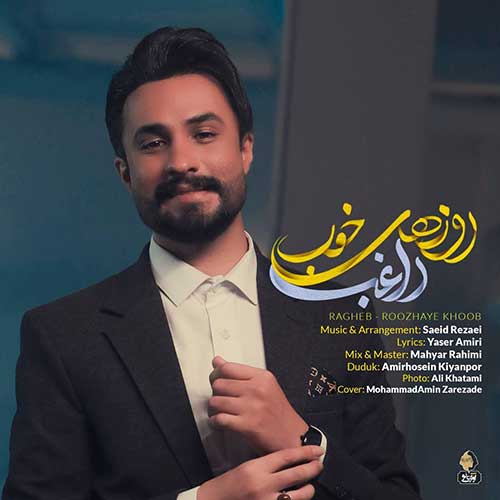 روزهای خوب
راغب
RAGHEB - ROOZHAYE KHOOB
Music & Arrangement: Saeid Rezaei
Lyrics: Yaser Amiri
Mix & Master: Mahyar Rahimi
Duduk: Amirhosein Kiyanpor
Photo: Ali Khatami
Cover: MohammadAmin Zarezade